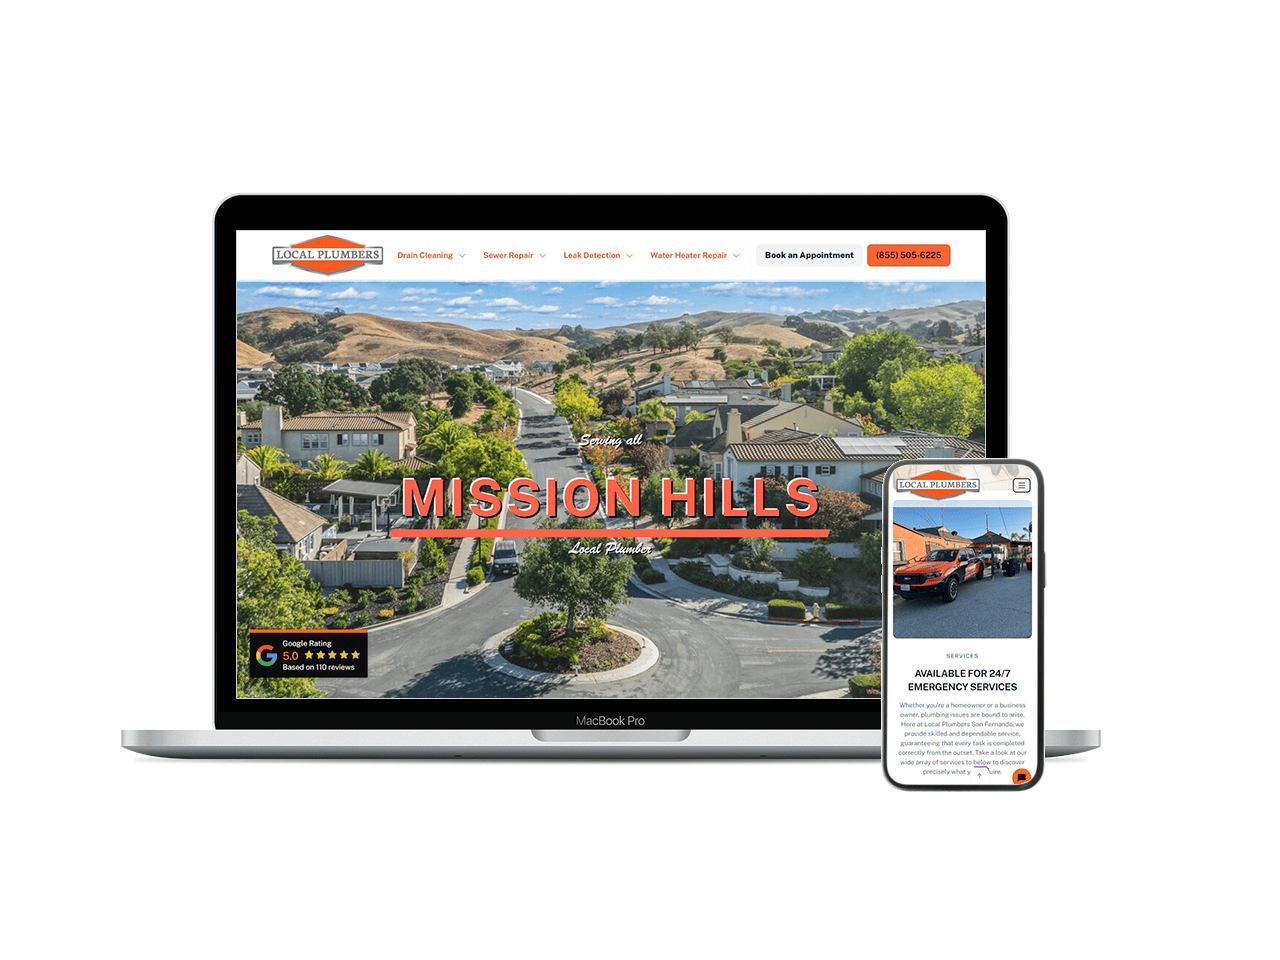 LOCAL PLUMBERS
Drain Cleaning
Sewer Repair
Leak Detection
Water Heater Repair
Book an Appointment
(855) 505-6225
Serving all
MISSION HILLS
Local Plumber
Google Rating
5.0
Based on 110 reviews
MacBook Pro
LOCAL PLUMBERS
SERVICES
AVAILABLE FOR 24/7
EMERGENCY SERVICES
Whether you're a homeowner or a business
owner, plumbing issues are bound to arise.
Here at Local Plumbers San Fernando, we
provide skilled and dependable service,
guaranteeing that every task is completed
correctly from the outset. Take a look at our
wide array of services to below to discover
precisely what y uire.